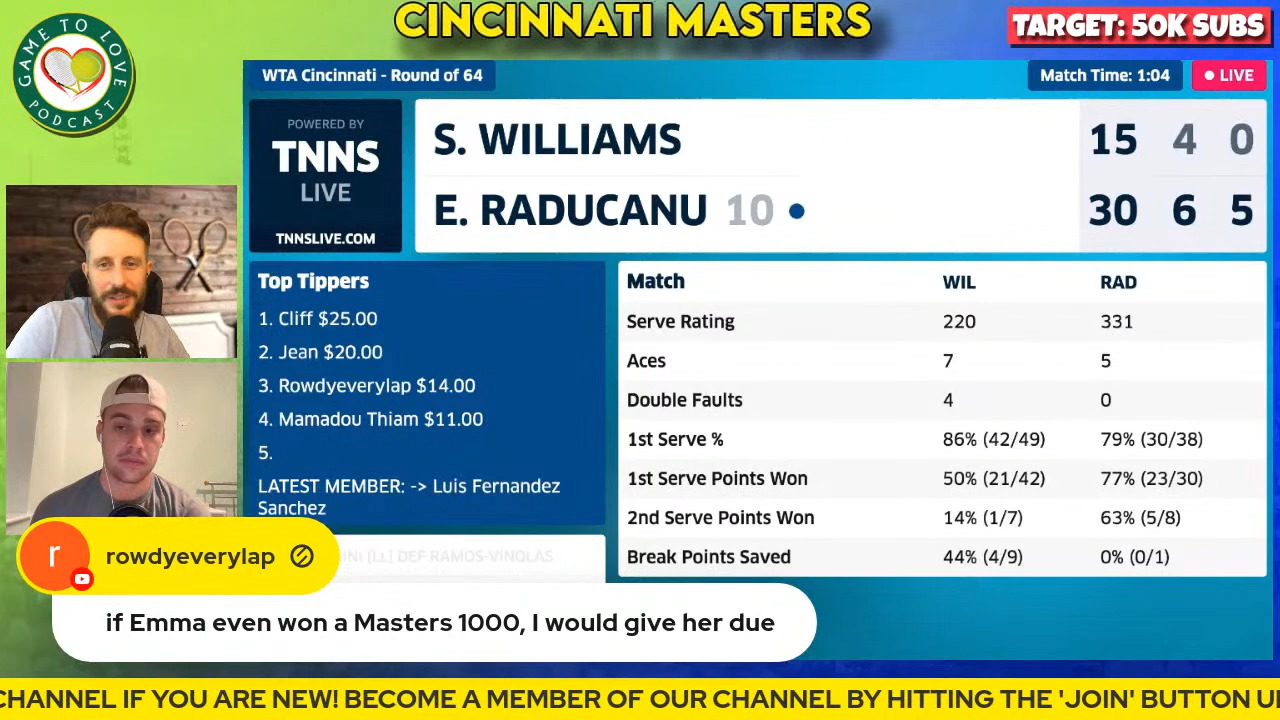 CINCINNATI MASTERS
TARGET: 50K SUBS
GAME TO LOVE
PODCAST
WTA Cincinnati - Round of 64
Match Time: 1:04
LIVE
POWERED BY
TNNS
LIVE
TNNSLIVE.COM
S. WILLIAMS 15 4 0
E. RADUCANU 10 30 6 5
Top Tippers
1. Cliff $25.00
2. Jean $20.00
3. Rowdyeverylap $14.00
4. Mamadou Thiam $11.00
5.
LATEST MEMBER: -> Luis Fernandez
Sanchez
[LL] DEF RAMOS-VINOLAS
Match WIL RAD
Serve Rating 220 331
Aces 7 5
Double Faults 4 0
1st Serve % 86% (42/49) 79% (30/38)
1st Serve Points Won 50% (21/42) 77% (23/30)
2nd Serve Points Won 14% (1/7) 63% (5/8)
Break Points Saved 44% (4/9) 0% (0/1)
r
rowdyeverylap
if Emma even won a Masters 1000, I would give her due
CHANNEL IF YOU ARE NEW! BECOME A MEMBER OF OUR CHANNEL BY HITTING THE 'JOIN' BUTTON